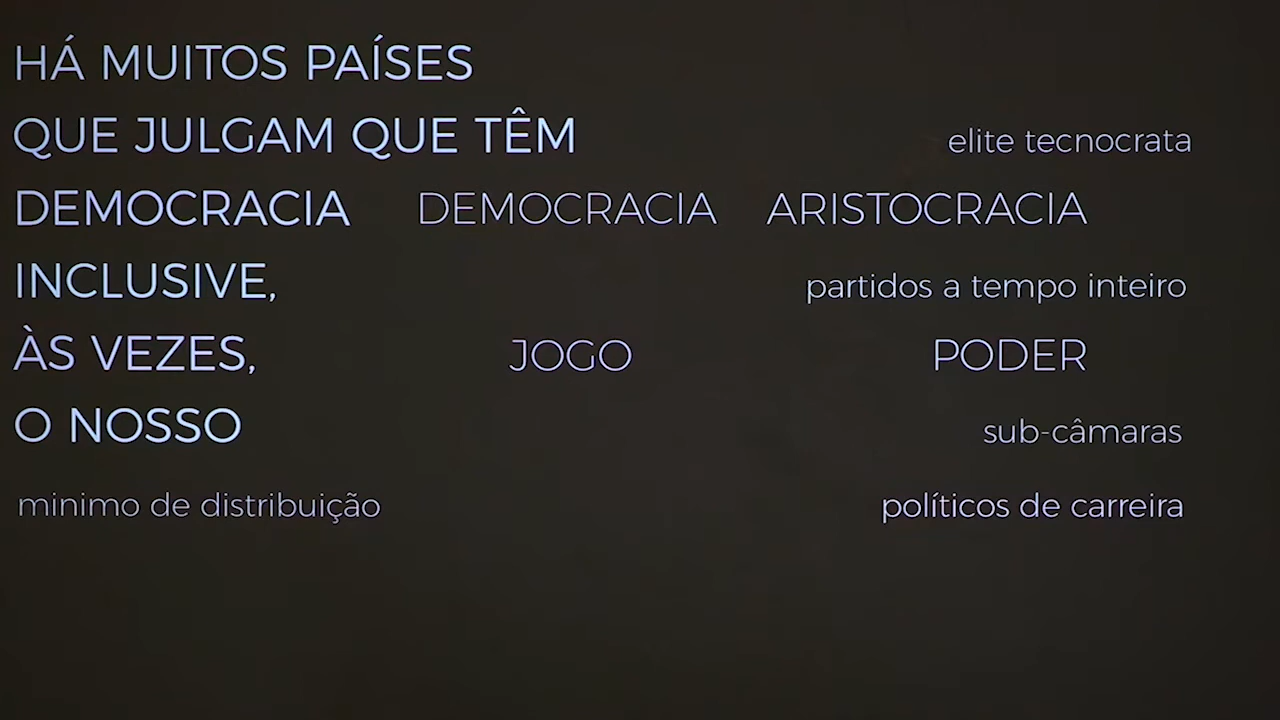 HÁ MUITOS PAÍSES
QUE JULGAM QUE TÊM
elite tecnocrata
DEMOCRACIA DEMOCRACIA ARISTOCRACIA
INCLUSIVE,
partidos a tempo inteiro
ÀS VEZES,
JOGO PODER
O NOSSO
sub-câmaras
minimo de distribuição
políticos de carreira